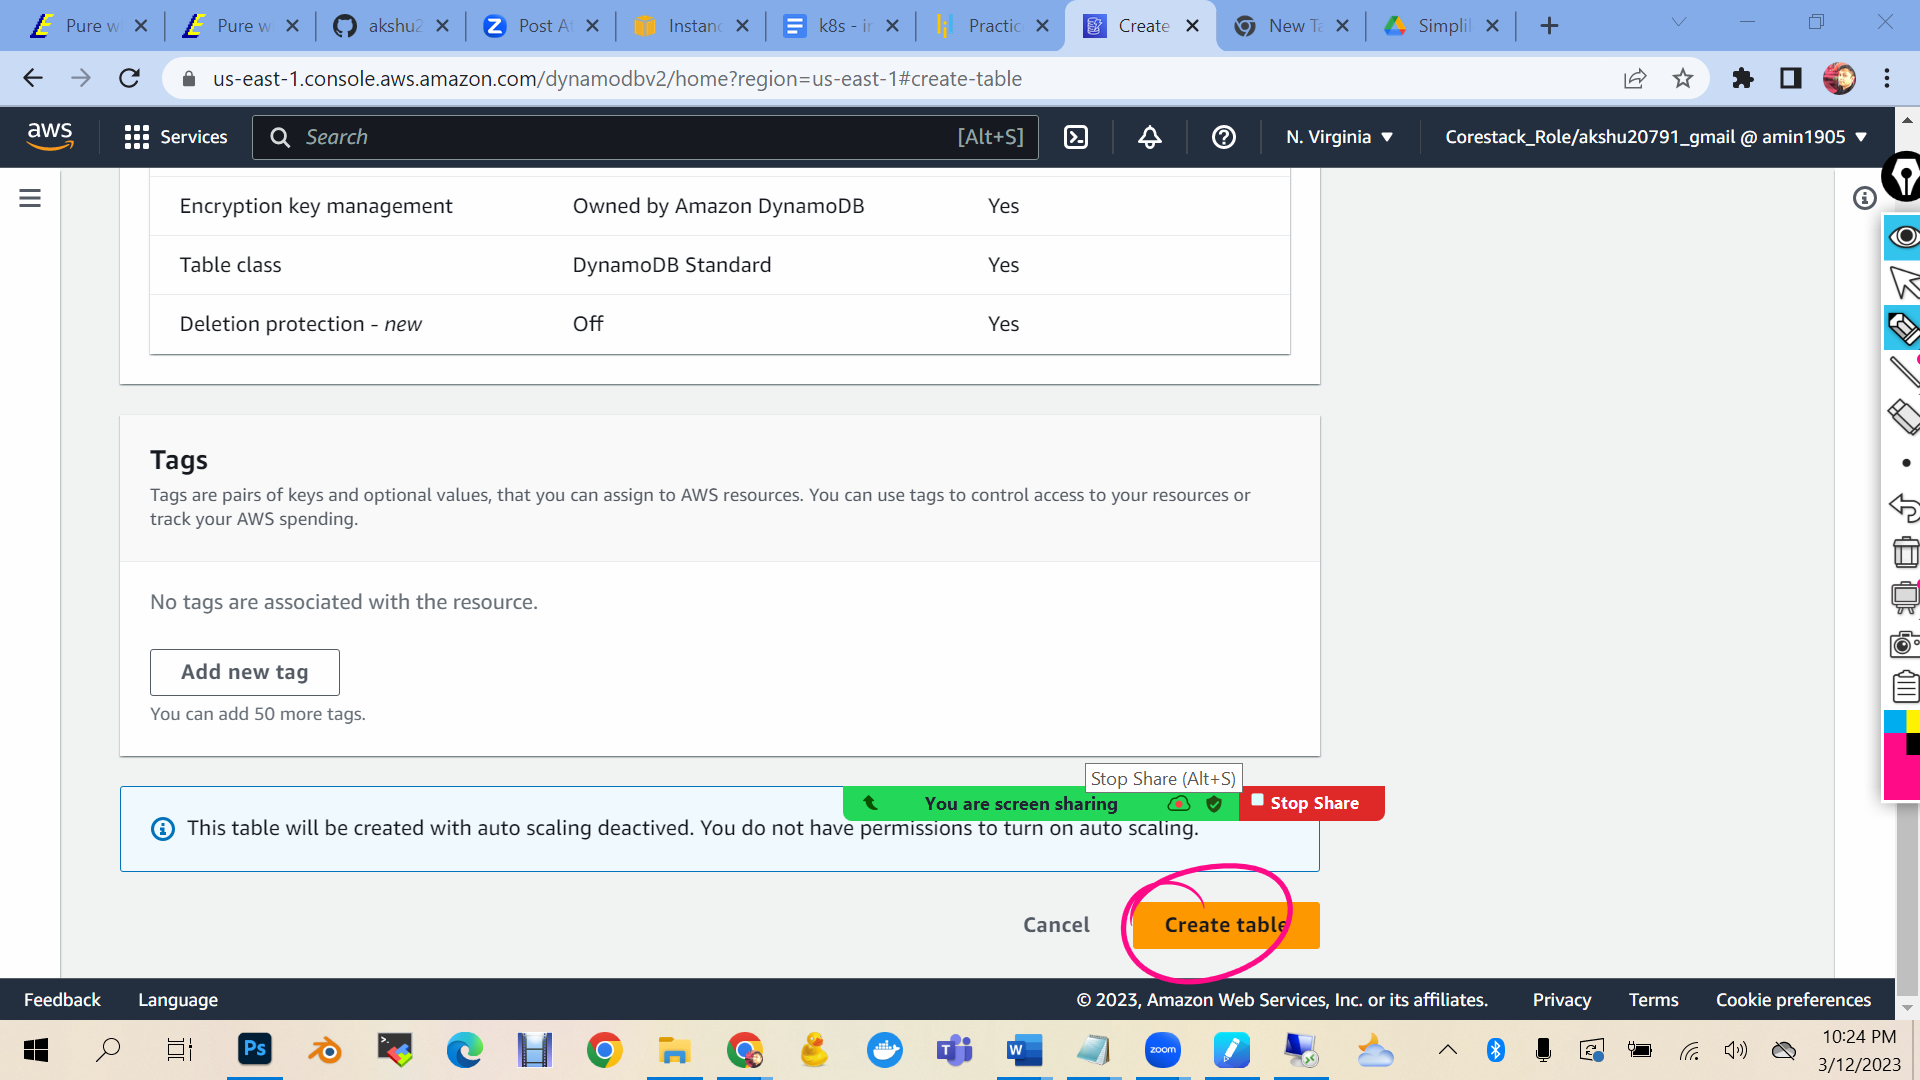 Pure w
Pure w
akshu2
Post A
Instanc
k8s - in
Practic
Create
New Ta
Simplil
us-east-1.console.aws.amazon.com/dynamodbv2/home?region=us-east-1#create-table
aws
Services
Search
[Alt+S]
N. Virginia
Corestack_Role/akshu20791_gmail @ amin1905
Encryption key management Owned by Amazon DynamoDB Yes
Table class DynamoDB Standard Yes
Deletion protection - new Off Yes
Tags
Tags are pairs of keys and optional values, that you can assign to AWS resources. You can use tags to control access to your resources or
track your AWS spending.
No tags are associated with the resource.
Add new tag
You can add 50 more tags.
Stop Share (Alt+S)
You are screen sharing
Stop Share
This table will be created with auto scaling deactived. You do not have permissions to turn on auto scaling.
Cancel
Create table
Feedback
Language
© 2023, Amazon Web Services, Inc. or its affiliates.
Privacy
Terms
Cookie preferences
Ps
zoom
10:24 PM
3/12/2023